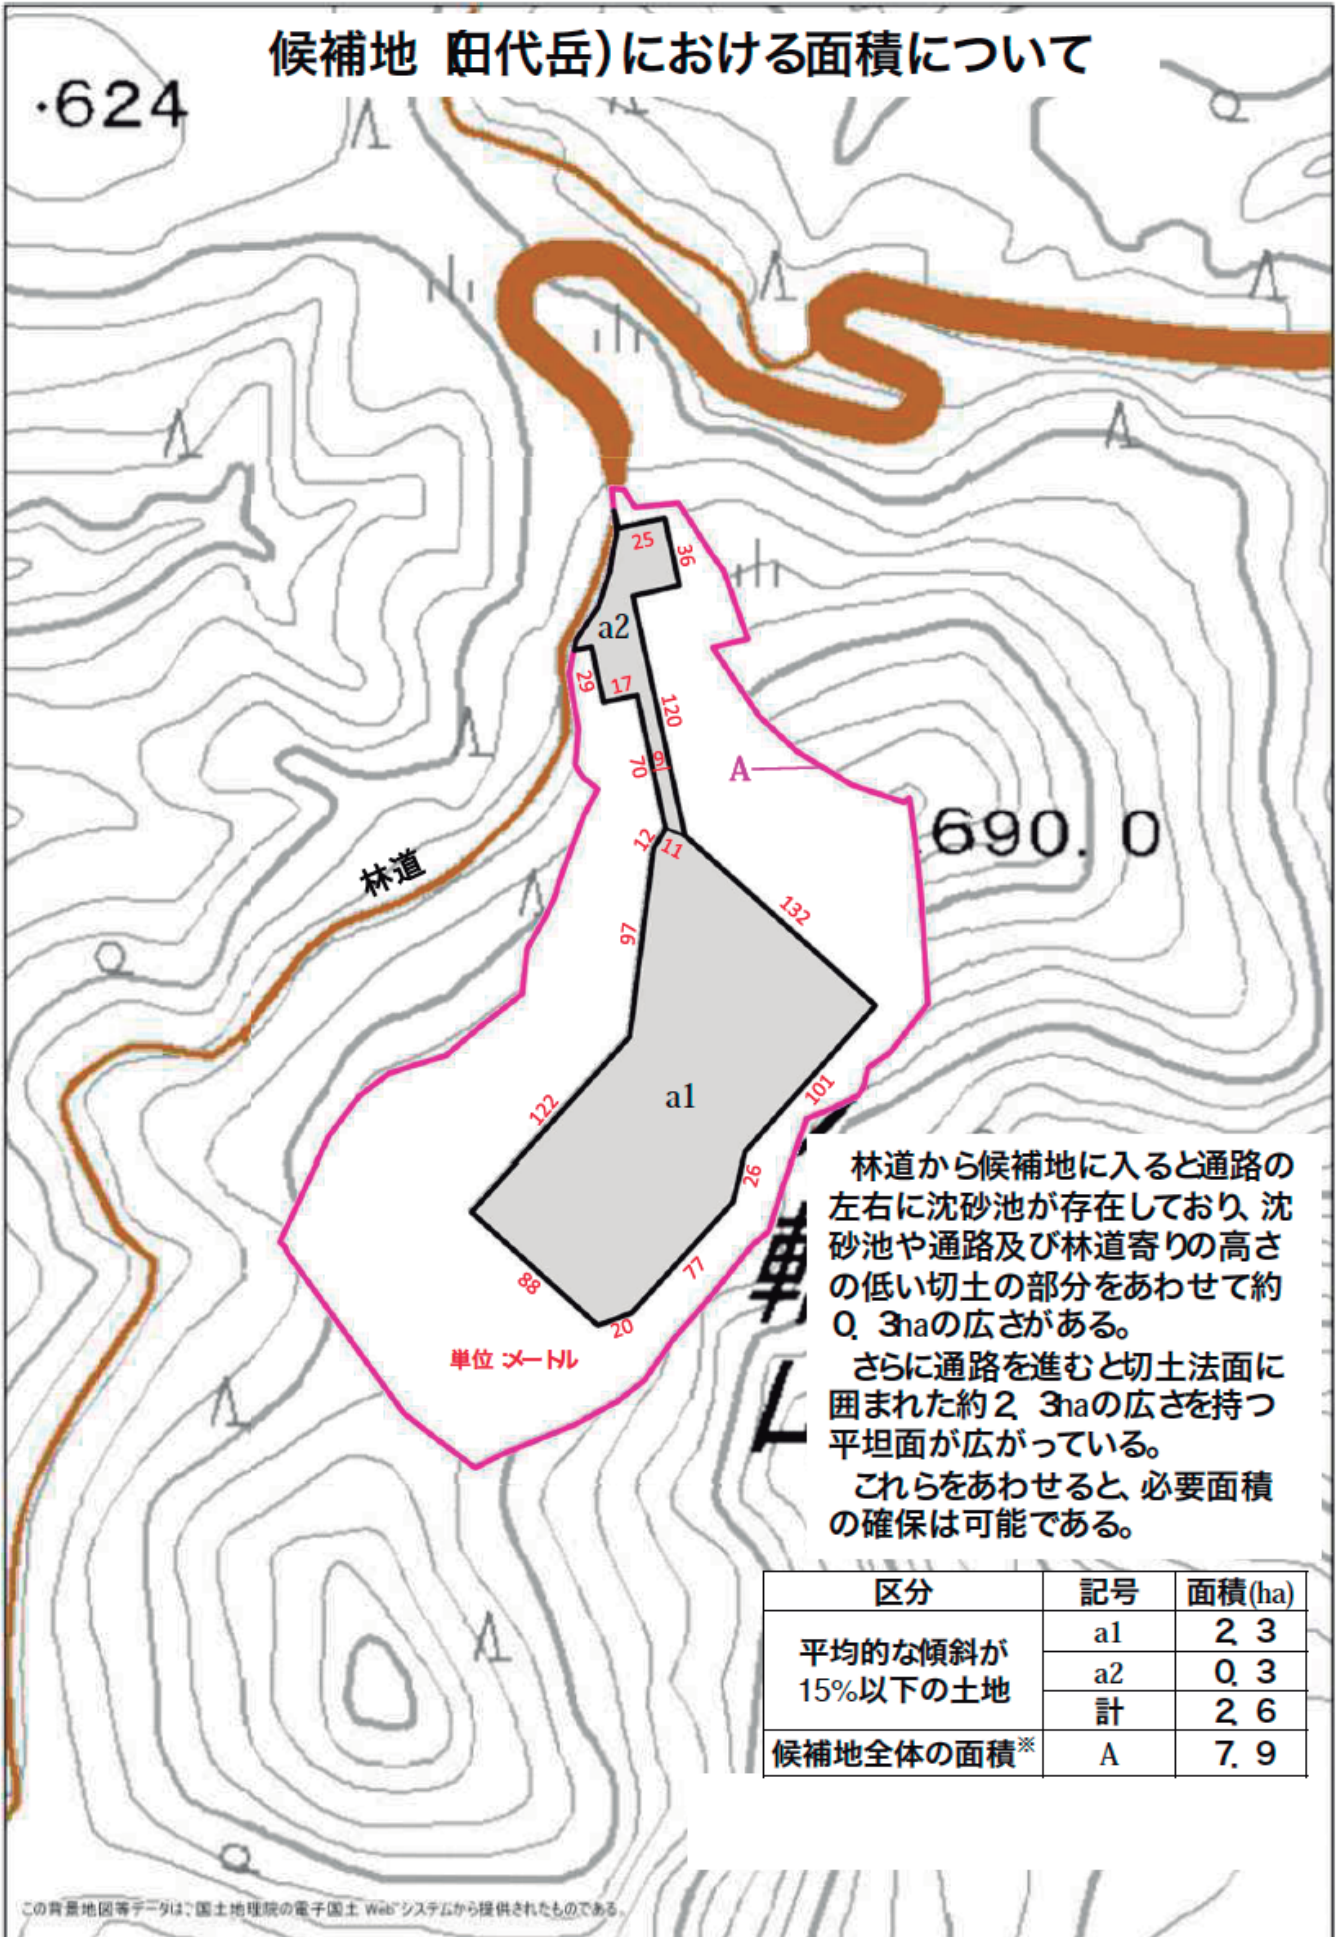 候補地（田代岳）における面積について
・624
25
36
a2
29
17
120
70
9
A
690.0
12
11
林道
132
97
a1
122
101
26
77
88
20
単位：メートル
林道から候補地に入ると通路の
左右に沈砂池が存在しており、沈
砂池や通路及び林道寄りの高さ
の低い切土の部分をあわせて約
0.3haの広さがある。
さらに通路を進むと切土法面に
囲まれた約2.3haの広さを持つ
平坦面が広がっている。
これらをあわせると、必要面積
の確保は可能である。
区分 記号 面積(ha)
平均的な傾斜が
15%以下の土地
a1 2.3
a2 0.3
計 2.6
候補地全体の面積※ A 7.9
この背景地図等データは、国土地理院の電子国土 Webシステムから提供されたものである。